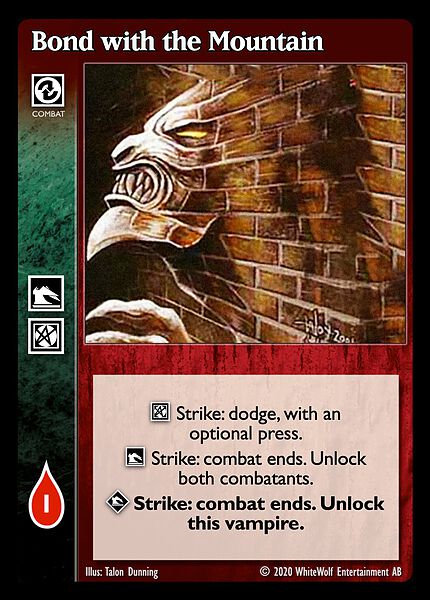 Bond with the Mountain
COMBAT
Strike: dodge, with an
optional press.
Strike: combat ends. Unlock
both combatants.
Strike: combat ends. Unlock
this vampire.
1
Illus: Talon Dunning
© 2020 WhiteWolf Entertainment AB